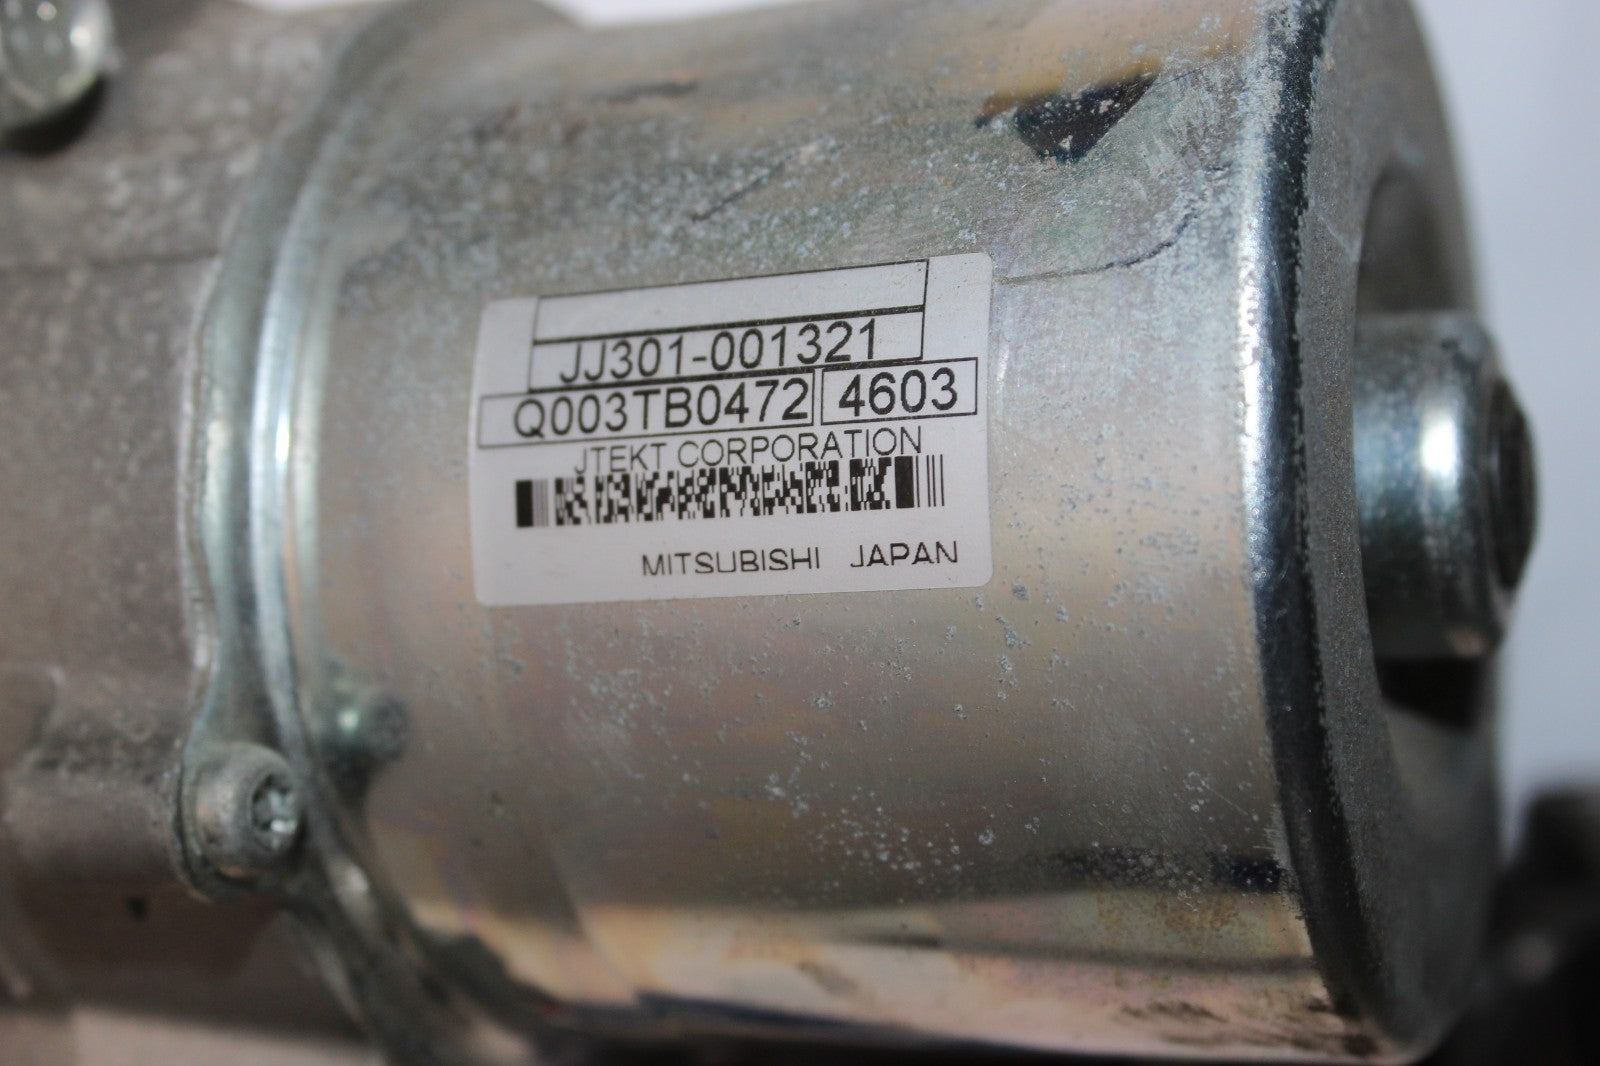 JJ301-001321
Q003TB0472 4603
JTEKT CORPORATION
MITSUBISHI JAPAN